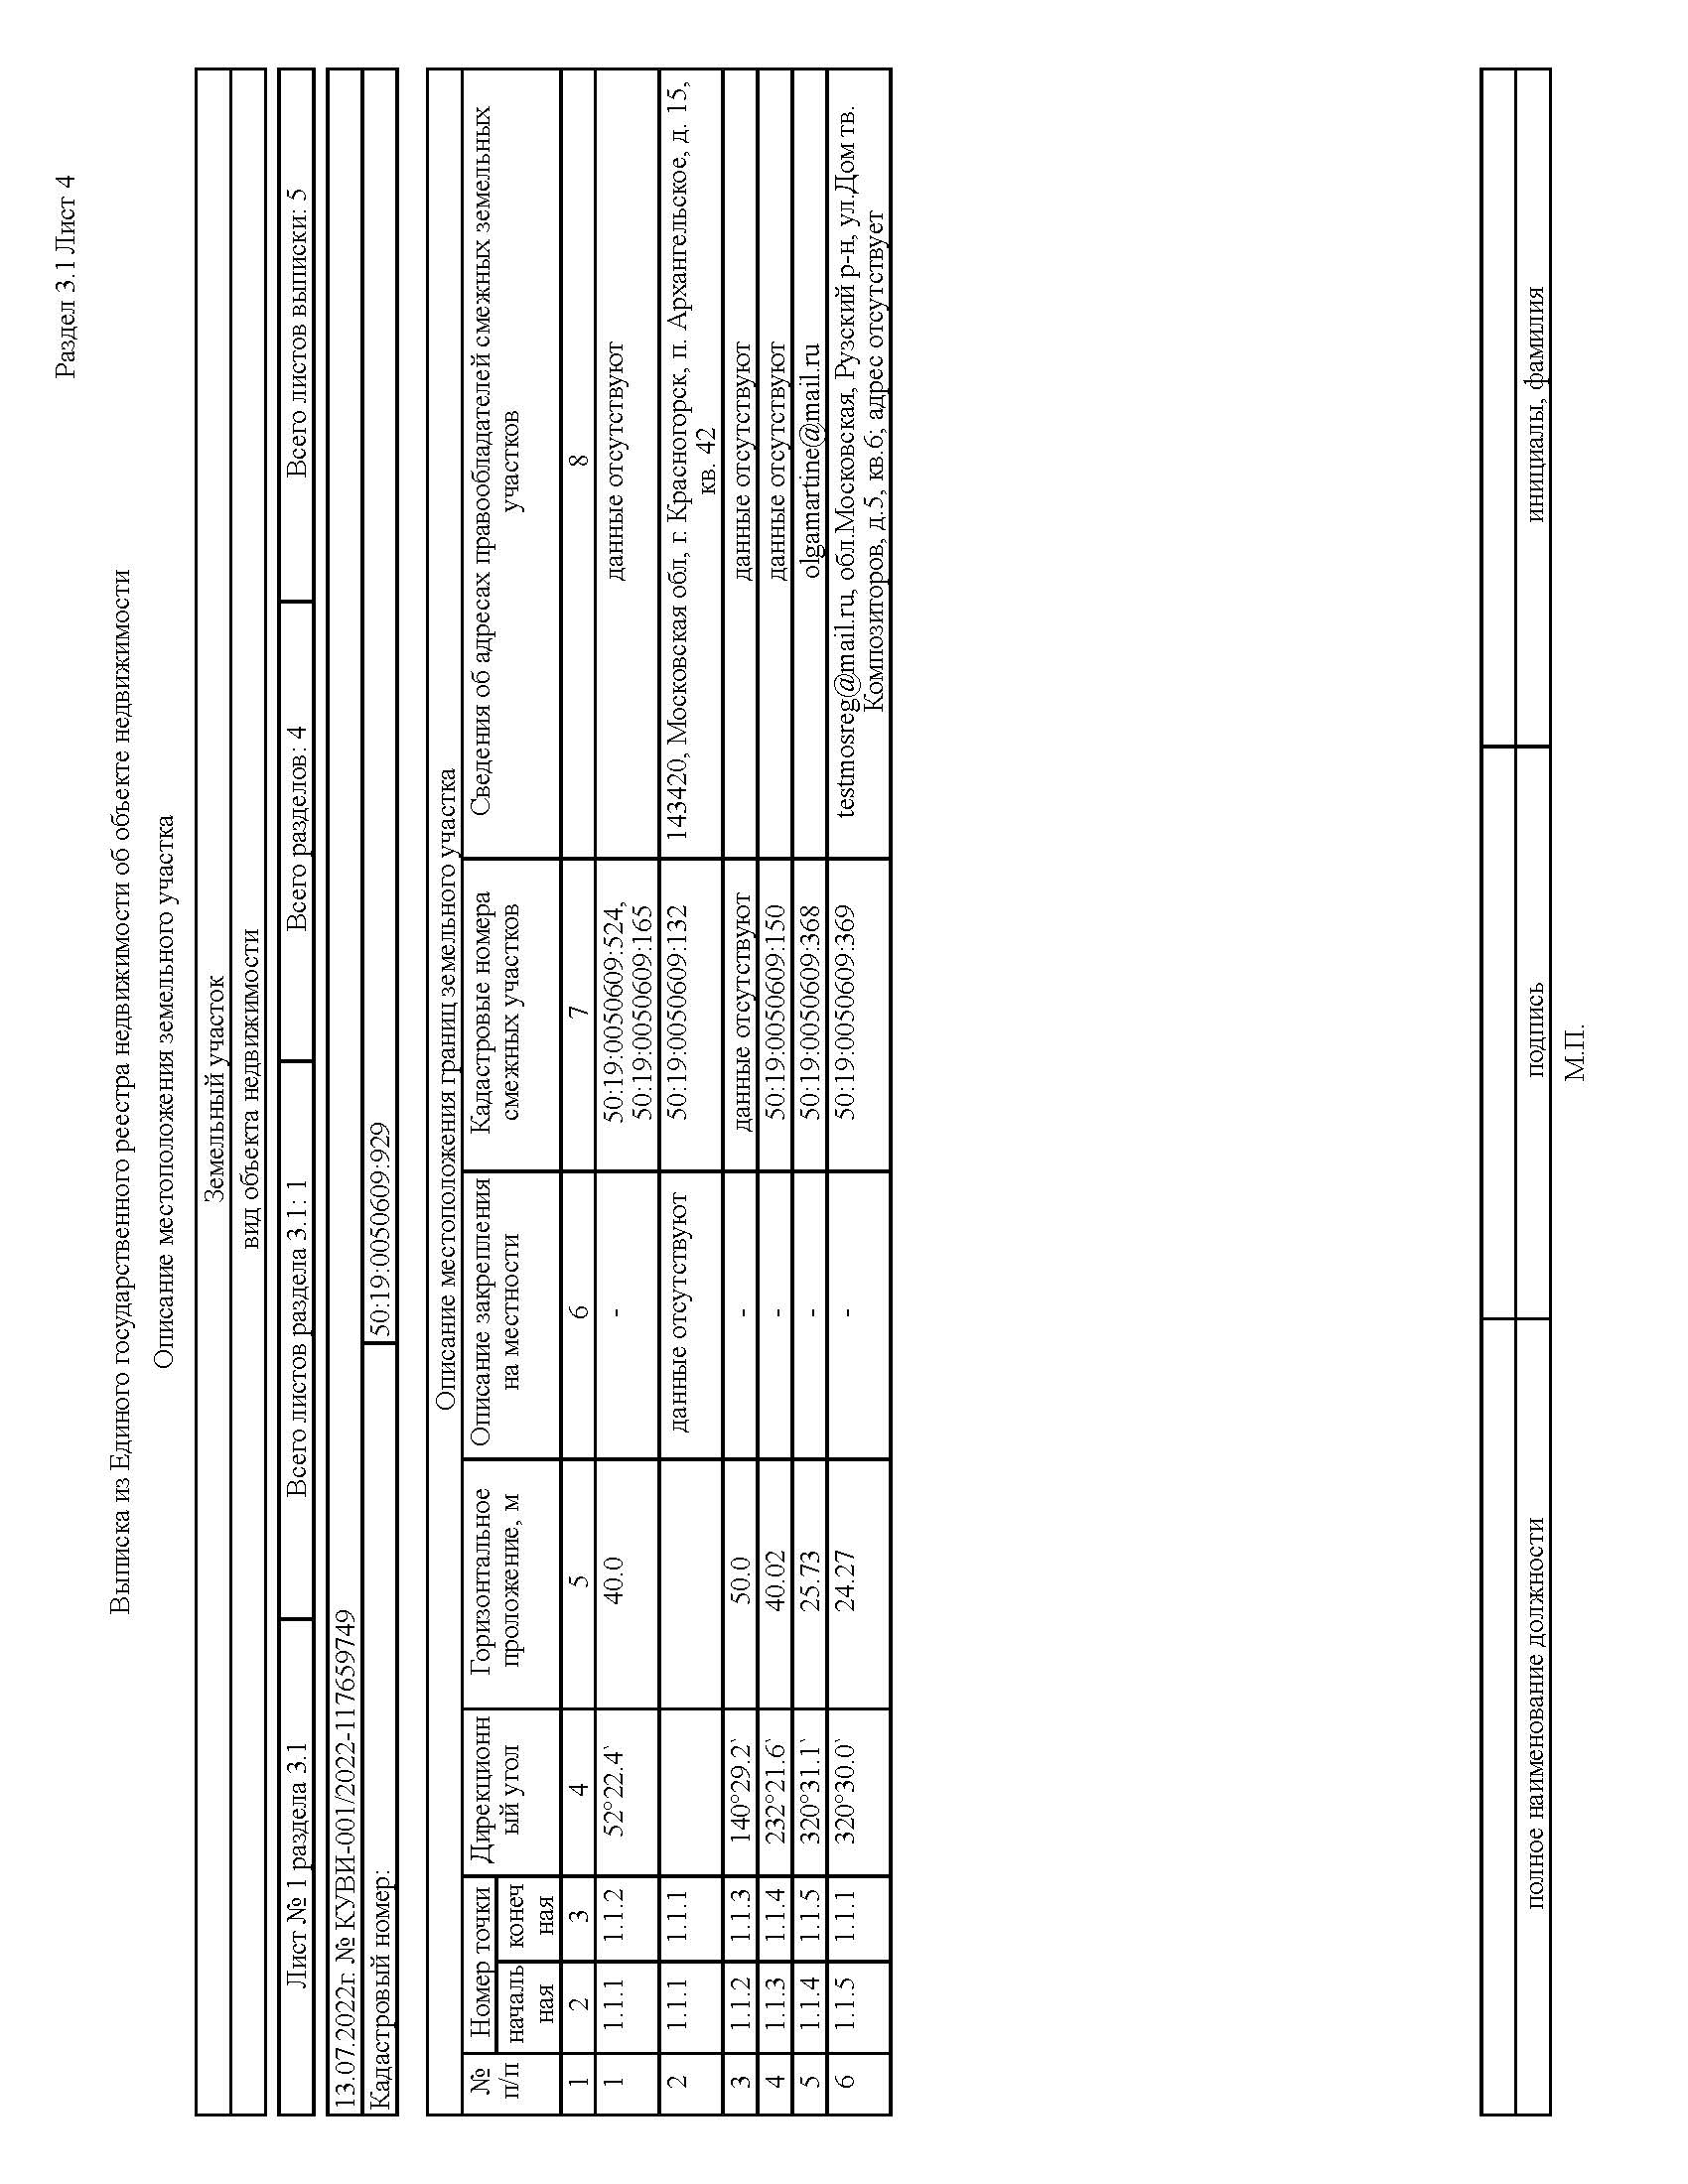 Раздел 3.1 Лист 4
Выписка из Единого государственного реестра недвижимости об объекте недвижимости
Описание местоположения земельного участка
Земельный участок
вид объекта недвижимости
Лист № 1 раздела 3.1 Всего листов раздела 3.1: 1 Всего разделов: 4 Всего листов выписки: 5
13.07.2022г. № КУВИ-001/2022-117659749
Кадастровый номер: 50:19:0050609:929
Описание местоположения границ земельного участка
№ п/п Номер точки Дирекционн ый угол Горизонтальное проложение, м Описание закрепления на местности Кадастровые номера смежных участков Сведения об адресах правообладателей смежных земельных участков
началь ная конеч ная
1 2 3 4 5 6 7 8
1 1.1.1 1.1.2 52°22.4` 40.0 - 50:19:0050609:524, данные отсутствуют
50:19:0050609:165
2 1.1.1 1.1.1 данные отсутствуют 50:19:0050609:132 143420, Московская обл, г. Красногорск, п. Архангельское, д. 15,
кв. 42
3 1.1.2 1.1.3 140°29.2` 50.0 - данные отсутствуют данные отсутствуют
4 1.1.3 1.1.4 232°21.6` 40.02 - 50:19:0050609:150 данные отсутствуют
5 1.1.4 1.1.5 320°31.1` 25.73 - 50:19:0050609:368 olgamartine@mail.ru
6 1.1.5 1.1.1 320°30.0` 24.27 - 50:19:0050609:369 testmosreg@mail.ru, обл.Московская, Рузский р-н, ул.Дом тв.
Композиторов, д.5, кв.6; адрес отсутствует
полное наименование должности подпись инициалы, фамилия
М.П.